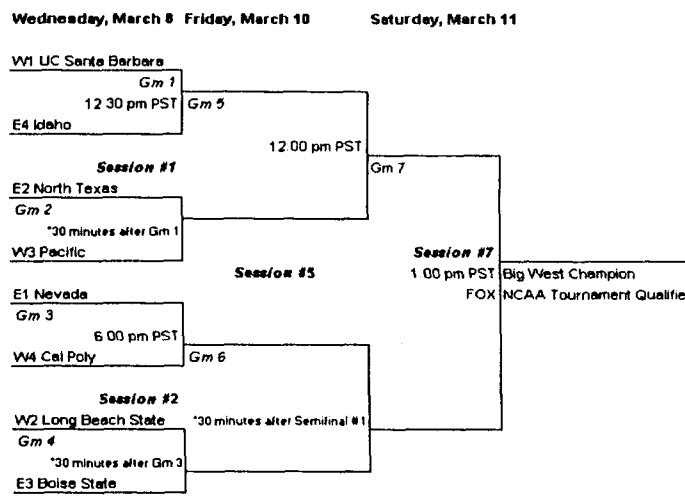 Wednesday, March 8 Friday, March 10 Saturday, March 11
W1 UC Santa Barbara
Gm 1
12:30 pm PST
Gm 5
E4 Idaho
12:00 pm PST
Session #1
Gm 7
E2 North Texas
Gm 2
*30 minutes after Gm 1
W3 Pacific
Session #7
Session #5
1:00 pm PST Big West Champion
FOX NCAA Tournament Qualifie
E1 Nevada
Gm 3
6:00 pm PST
W4 Cal Poly
Gm 6
Session #2
W2 Long Beach State
*30 minutes after Semifinal #1
Gm 4
*30 minutes after Gm 3
E3 Boise State